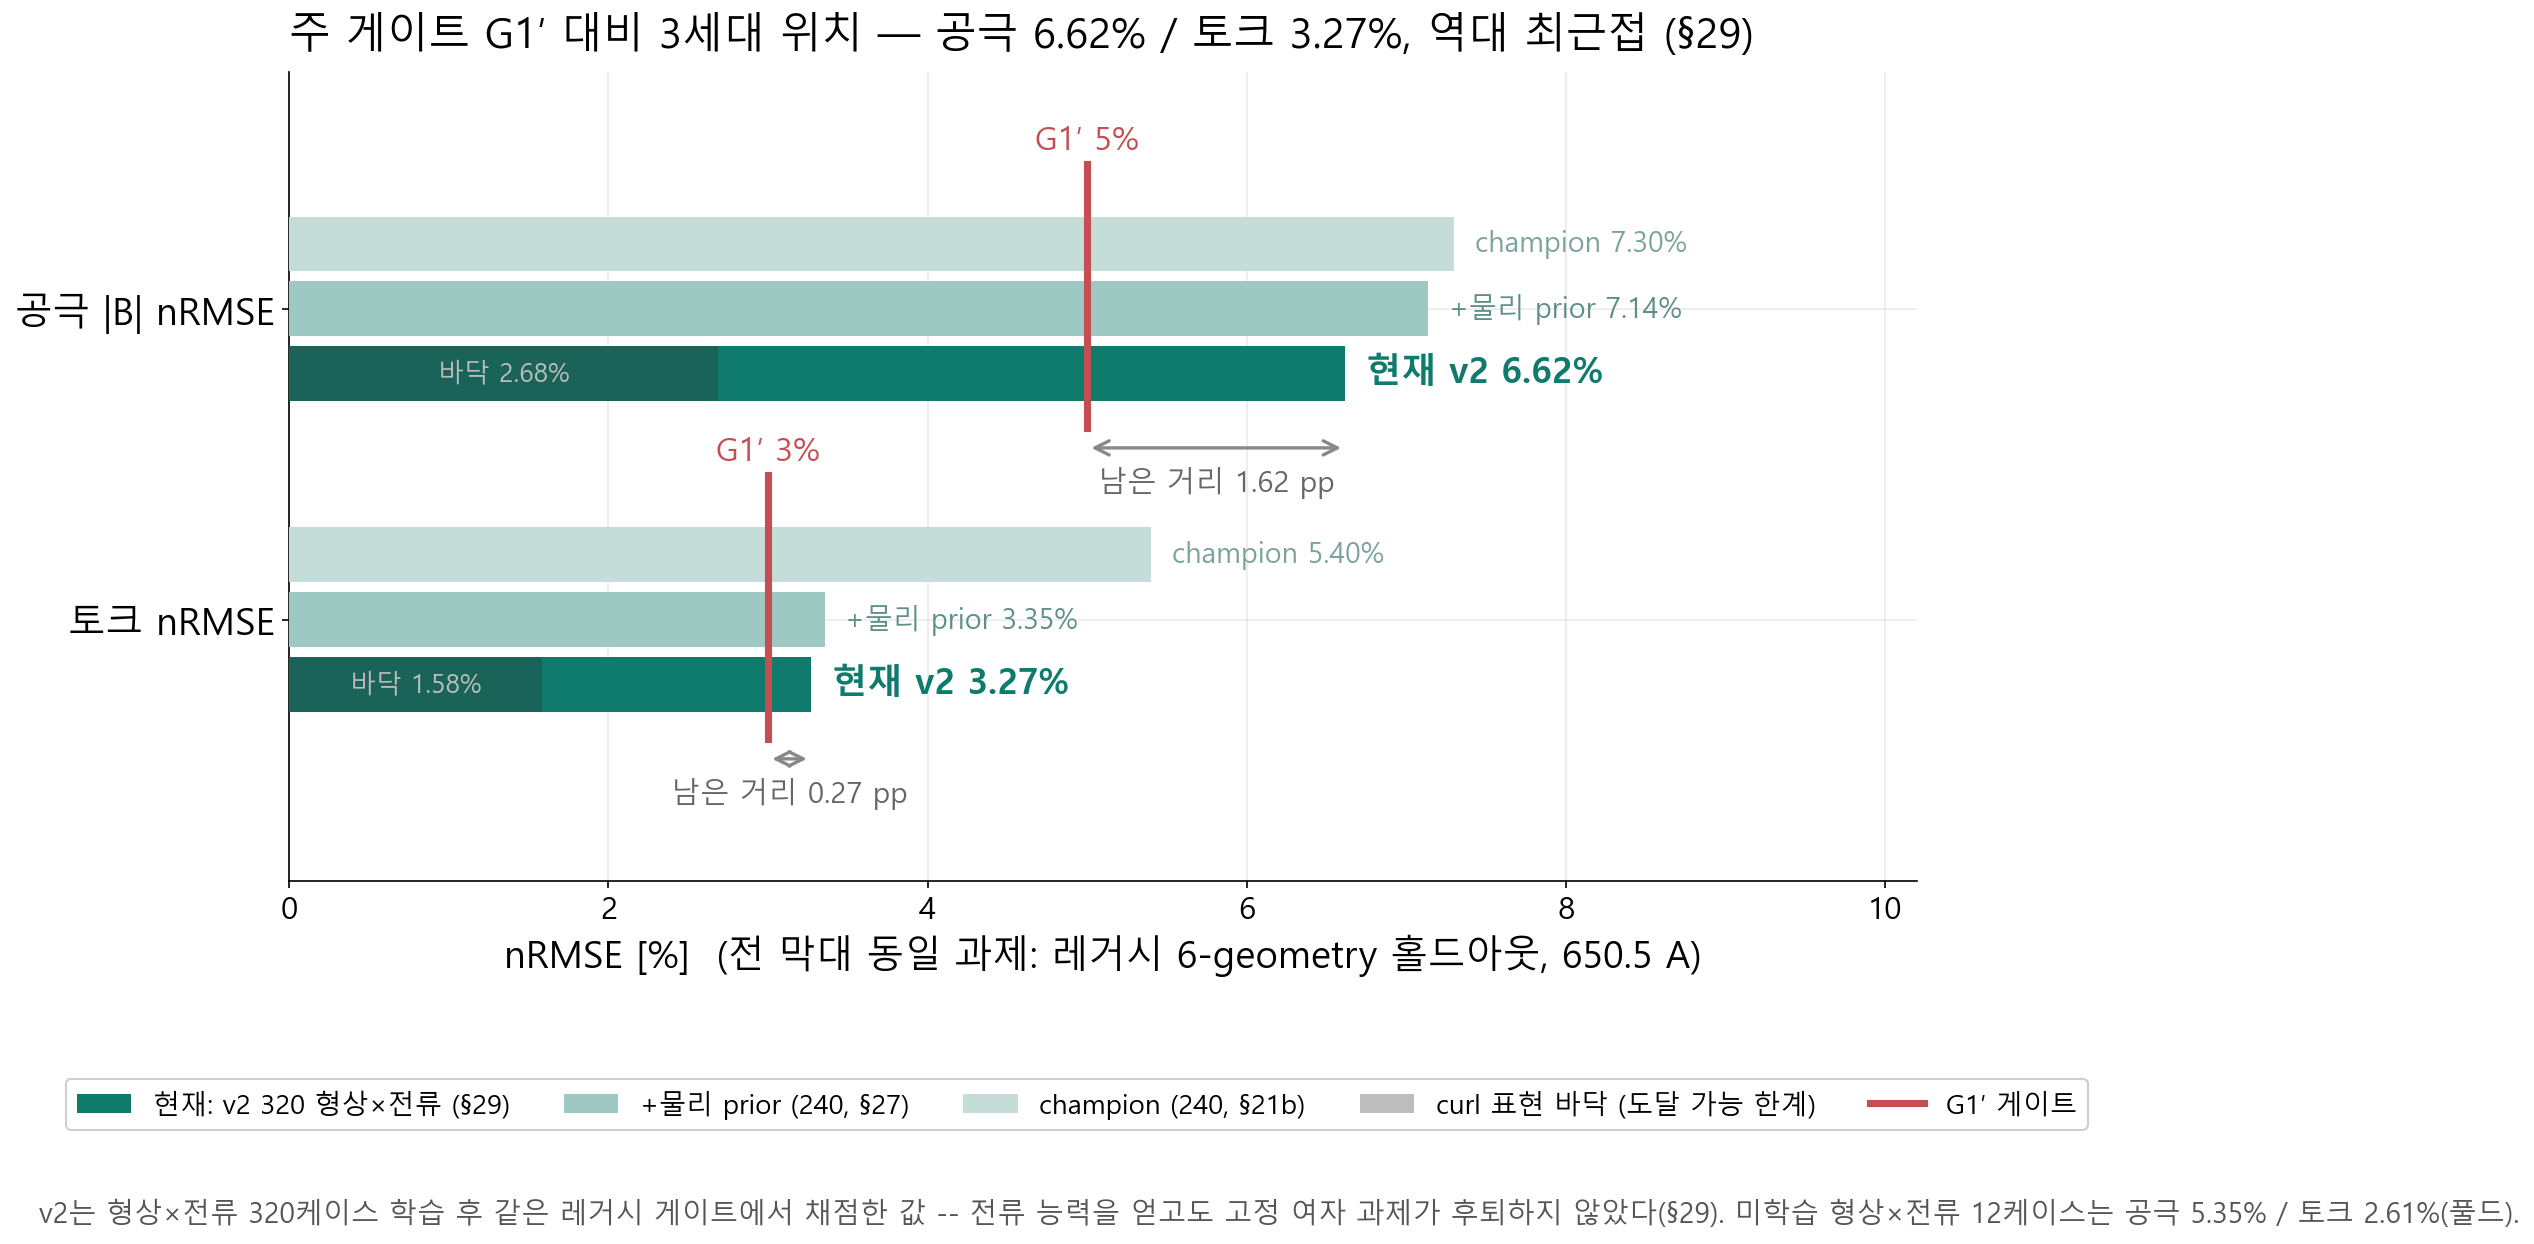 주 게이트 G1′ 대비 3세대 위치 — 공극 6.62% / 토크 3.27%, 역대 최근접 (§29)
G1′ 5%
champion 7.30%
공극 |B| nRMSE
+물리 prior 7.14%
바닥 2.68%
현재 v2 6.62%
G1′ 3%
남은 거리 1.62 pp
champion 5.40%
토크 nRMSE
+물리 prior 3.35%
바닥 1.58%
현재 v2 3.27%
남은 거리 0.27 pp
0 2 4 6 8 10
nRMSE [%] (전 막대 동일 과제: 레거시 6-geometry 홀드아웃, 650.5 A)
현재: v2 320 형상×전류 (§29)
+물리 prior (240, §27)
champion (240, §21b)
curl 표현 바닥 (도달 가능 한계)
G1′ 게이트
v2는 형상×전류 320케이스 학습 후 같은 레거시 게이트에서 채점한 값 -- 전류 능력을 얻고도 고정 여자 과제가 후퇴하지 않았다(§29). 미학습 형상×전류 12케이스는 공극 5.35% / 토크 2.61%(풀드).